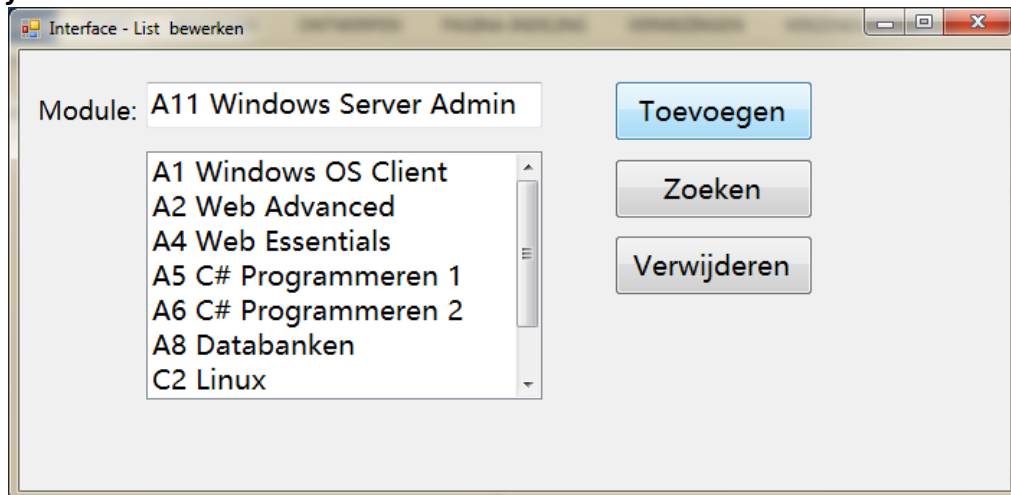 Interface - List bewerken
Module: A11 Windows Server Admin
Toevoegen
A1 Windows OS Client
A2 Web Advanced
A4 Web Essentials
A5 C# Programmeren 1
A6 C# Programmeren 2
A8 Databanken
C2 Linux
Zoeken
Verwijderen